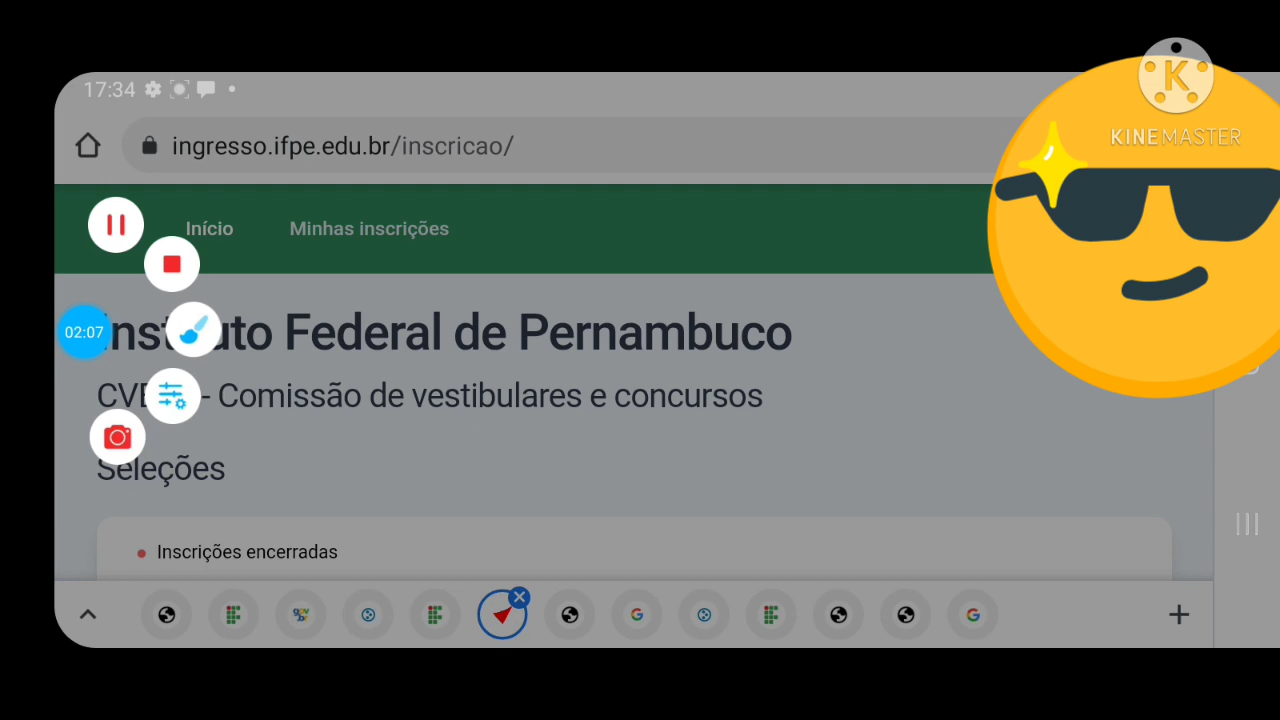 17:34
KINEMASTER
ingresso.ifpe.edu.br/inscricao/
Início
Minhas inscrições
02:07
Federal de Pernambuco
- Comissão de vestibulares e concursos
Seleções
Inscrições encerradas